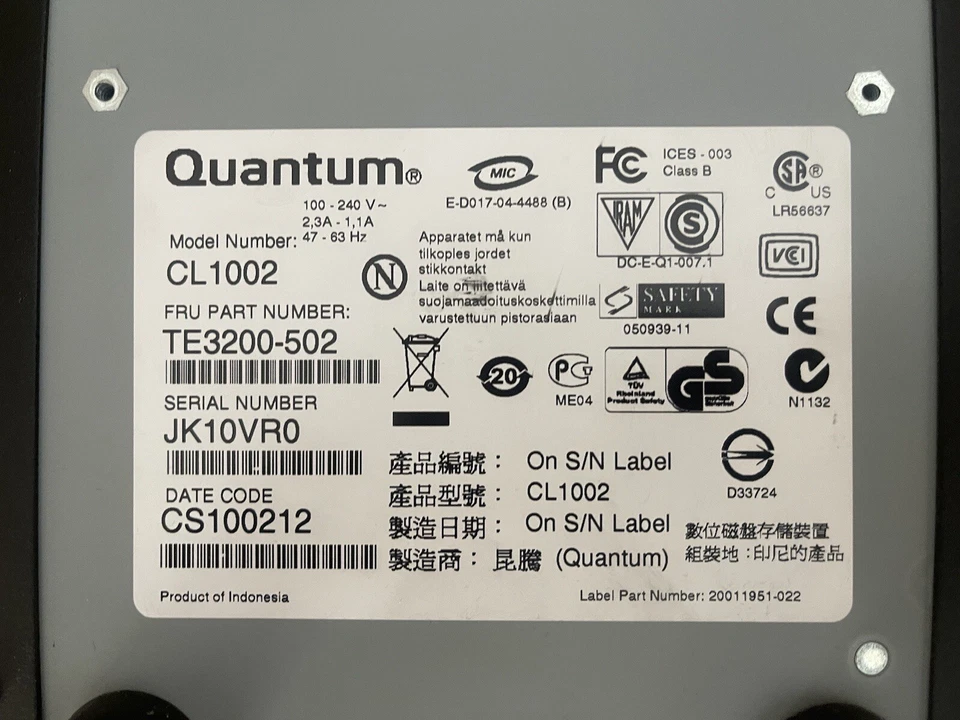 Quantum®
100 - 240 V~
2,3A - 1,1A
47 - 63 Hz
Model Number:
CL1002
FRU PART NUMBER:
TE3200-502
SERIAL NUMBER
JK10VR0
DATE CODE
CS100212
Product of Indonesia
MIC
E-D017-04-4488 (B)
N
Apparatet må kun
tilkoples jordet
stikkontakt
Laite on liitettävä
suojamaadoituskoskettimilla
varustettuun pistorasiaan
FC
ICES - 003
Class B
SA®
C US
LR56637
IRAM
S
DC-E-Q1-007.1
VCI
S SAFETY
MARK
050939-11
CE
20
PG
ME04
TÜV
Rheinland
Product Safety
GS
N1132
D33724
產品編號： On S/N Label
產品型號： CL1002
製造日期： On S/N Label
製造商： 昆騰 (Quantum)
數位磁盤存儲裝置
組裝地：印尼的產品
Label Part Number: 20011951-022